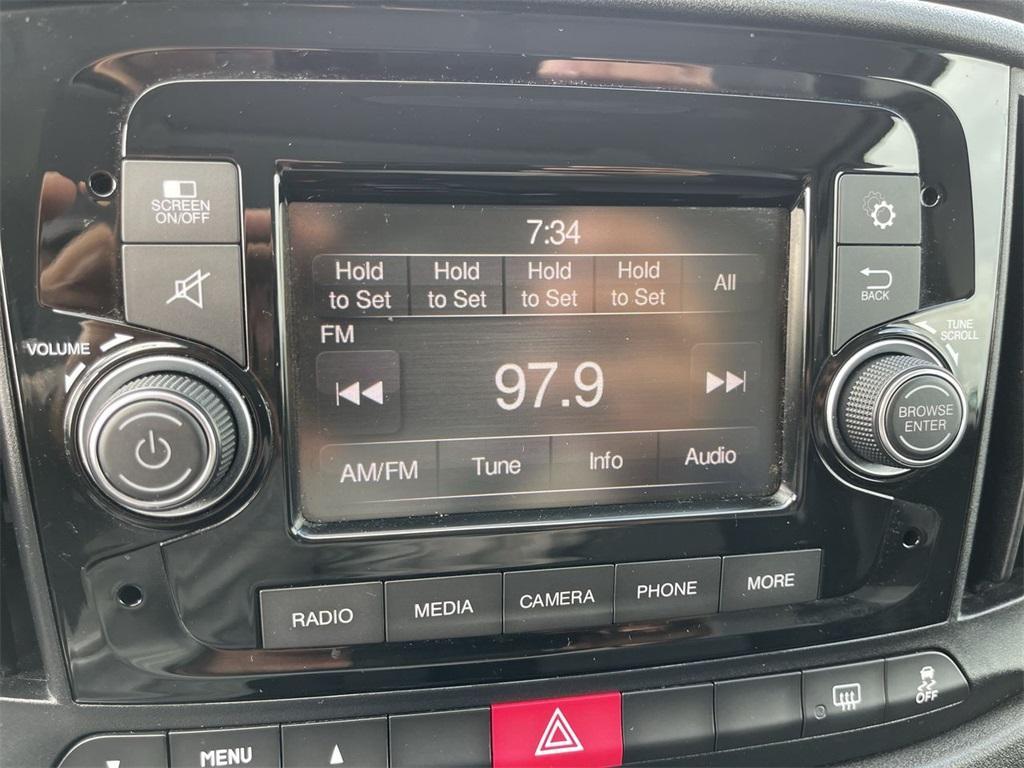 SCREEN
ON/OFF
VOLUME
7:34
Hold
to Set
Hold
to Set
Hold
to Set
Hold
to Set
All
FM
97.9
AM/FM
Tune
Info
Audio
BACK
TUNE
SCROLL
BROWSE
ENTER
RADIO
MEDIA
CAMERA
PHONE
MORE
MENU
OFF